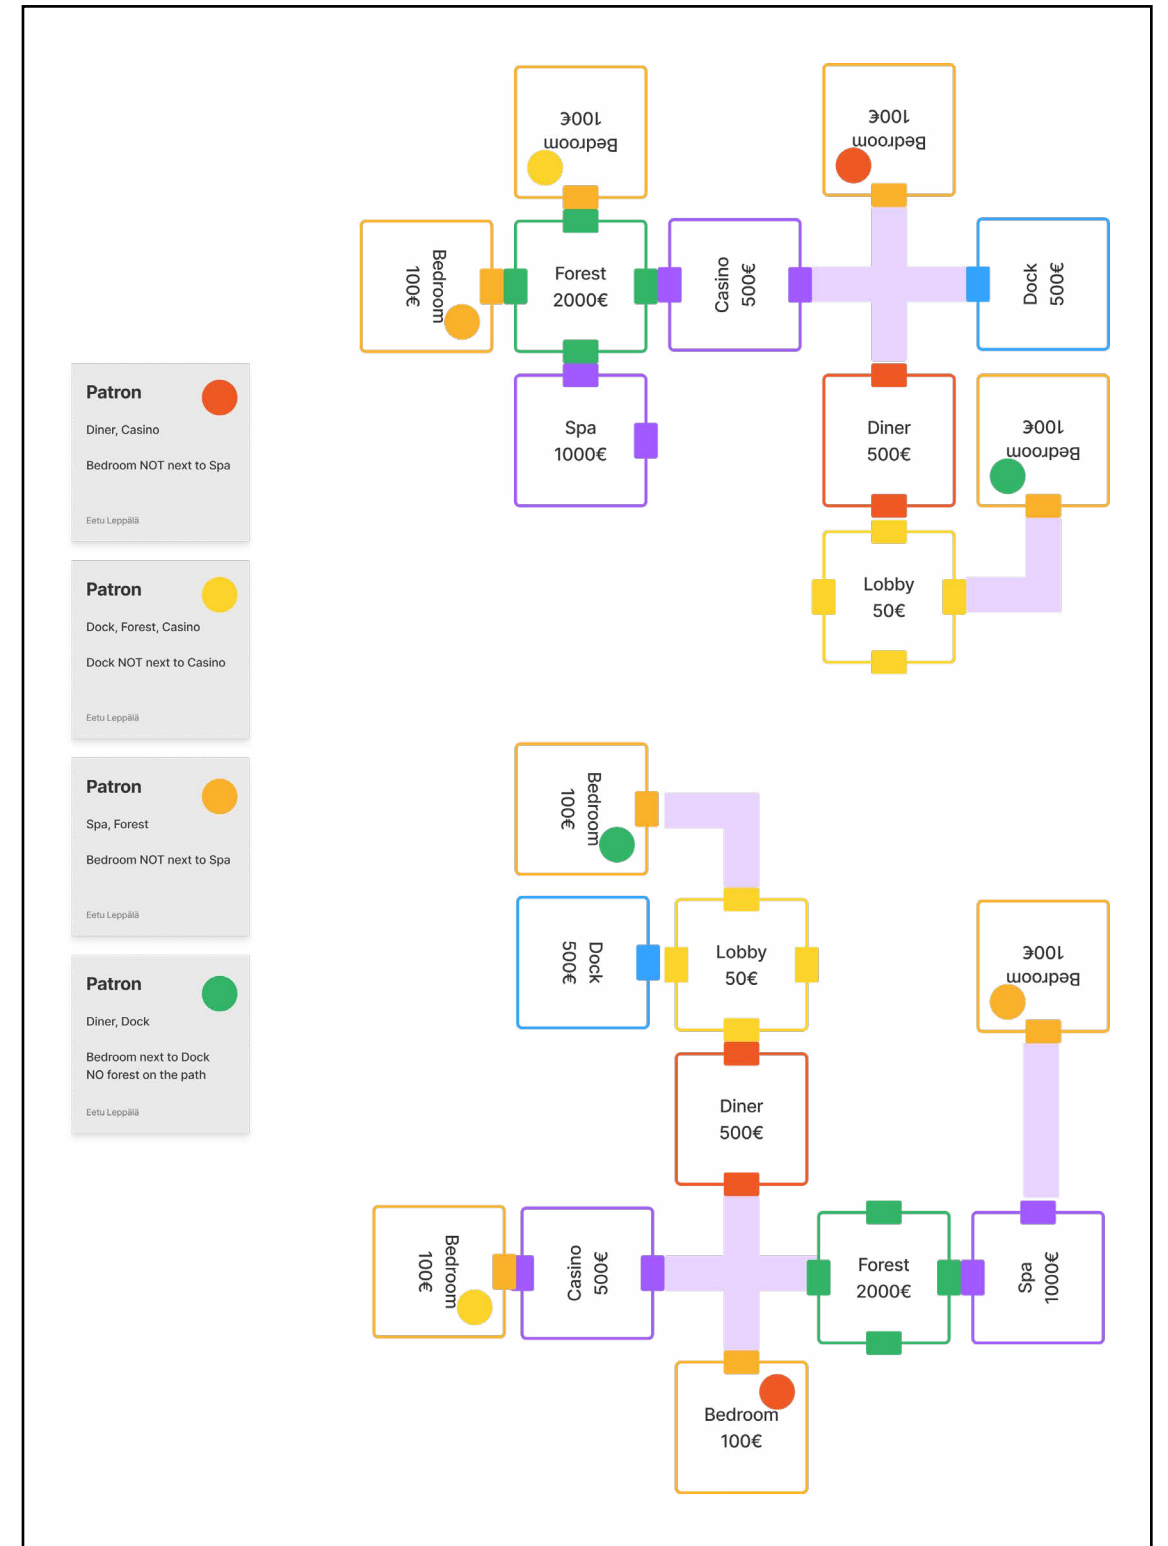 Bedroom
100€
Bedroom
100€
Bedroom
100€
Forest
2000€
Casino
500€
Dock
500€
Spa
1000€
Diner
500€
Bedroom
100€
Lobby
50€
Patron
Diner, Casino
Bedroom NOT next to Spa
Eetu Leppälä
Patron
Dock, Forest, Casino
Dock NOT next to Casino
Eetu Leppälä
Patron
Spa, Forest
Bedroom NOT next to Spa
Eetu Leppälä
Patron
Diner, Dock
Bedroom next to Dock
NO forest on the path
Eetu Leppälä
Bedroom
100€
Dock
500€
Lobby
50€
Bedroom
100€
Diner
500€
Bedroom
100€
Casino
500€
Forest
2000€
Spa
1000€
Bedroom
100€